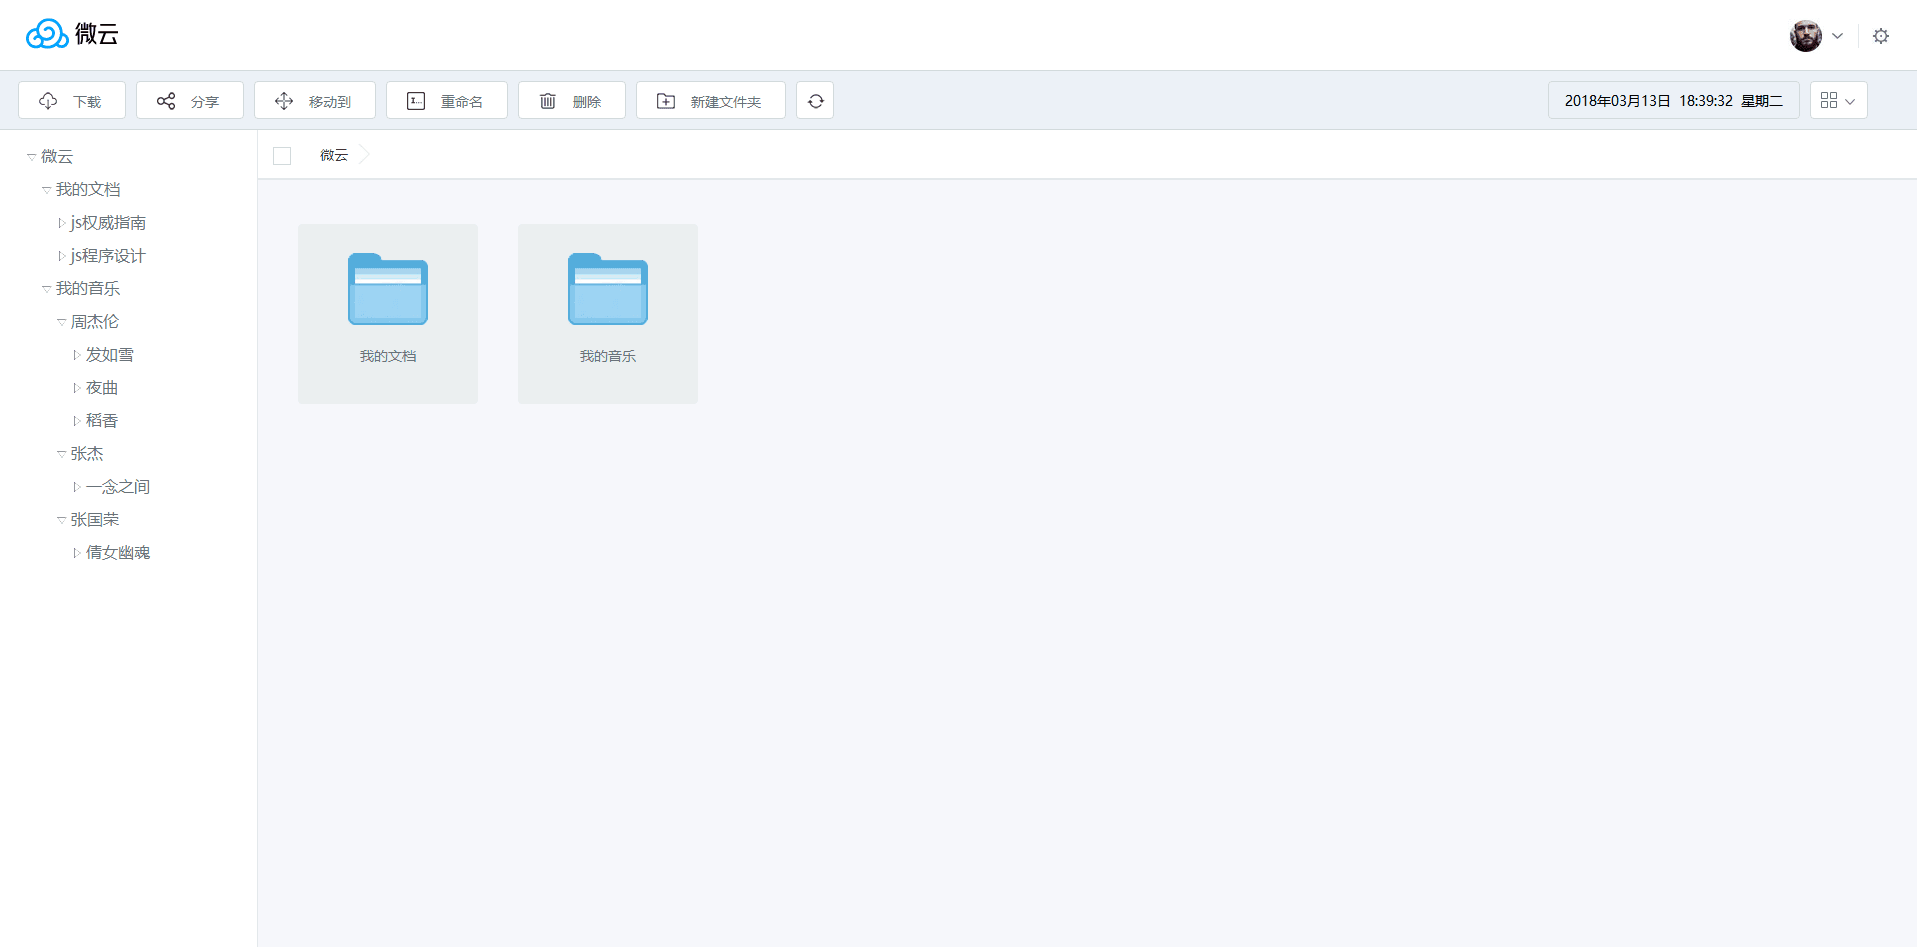 微云
下载 分享 移动到 重命名 删除 新建文件夹 2018年03月13日 18:39:32 星期二
微云
我的文档
js权威指南
js程序设计
我的音乐
周杰伦
发如雪
夜曲
稻香
张杰
一念之间
张国荣
倩女幽魂
微云
我的文档 我的音乐